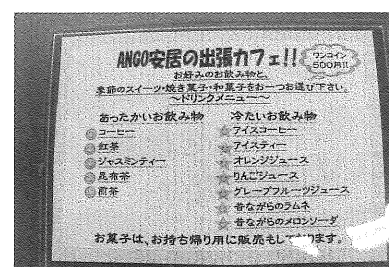 ANGO安居の出張カフェ!!
ワンコイン
500円!!
お好みのお飲み物と、
季節のスイーツ・焼き菓子・和菓子をお一つお選び下さい。
～ドリンクメニュー～
あったかいお飲み物
コーヒー
紅茶
ジャスミンティー
昆布茶
煎茶
冷たいお飲み物
アイスコーヒー
アイスティー
オレンジジュース
りんごジュース
グレープフルーツジュース
昔ながらのラムネ
昔ながらのメロンソーダ
お菓子は、お持ち帰り用に販売もして　ります。